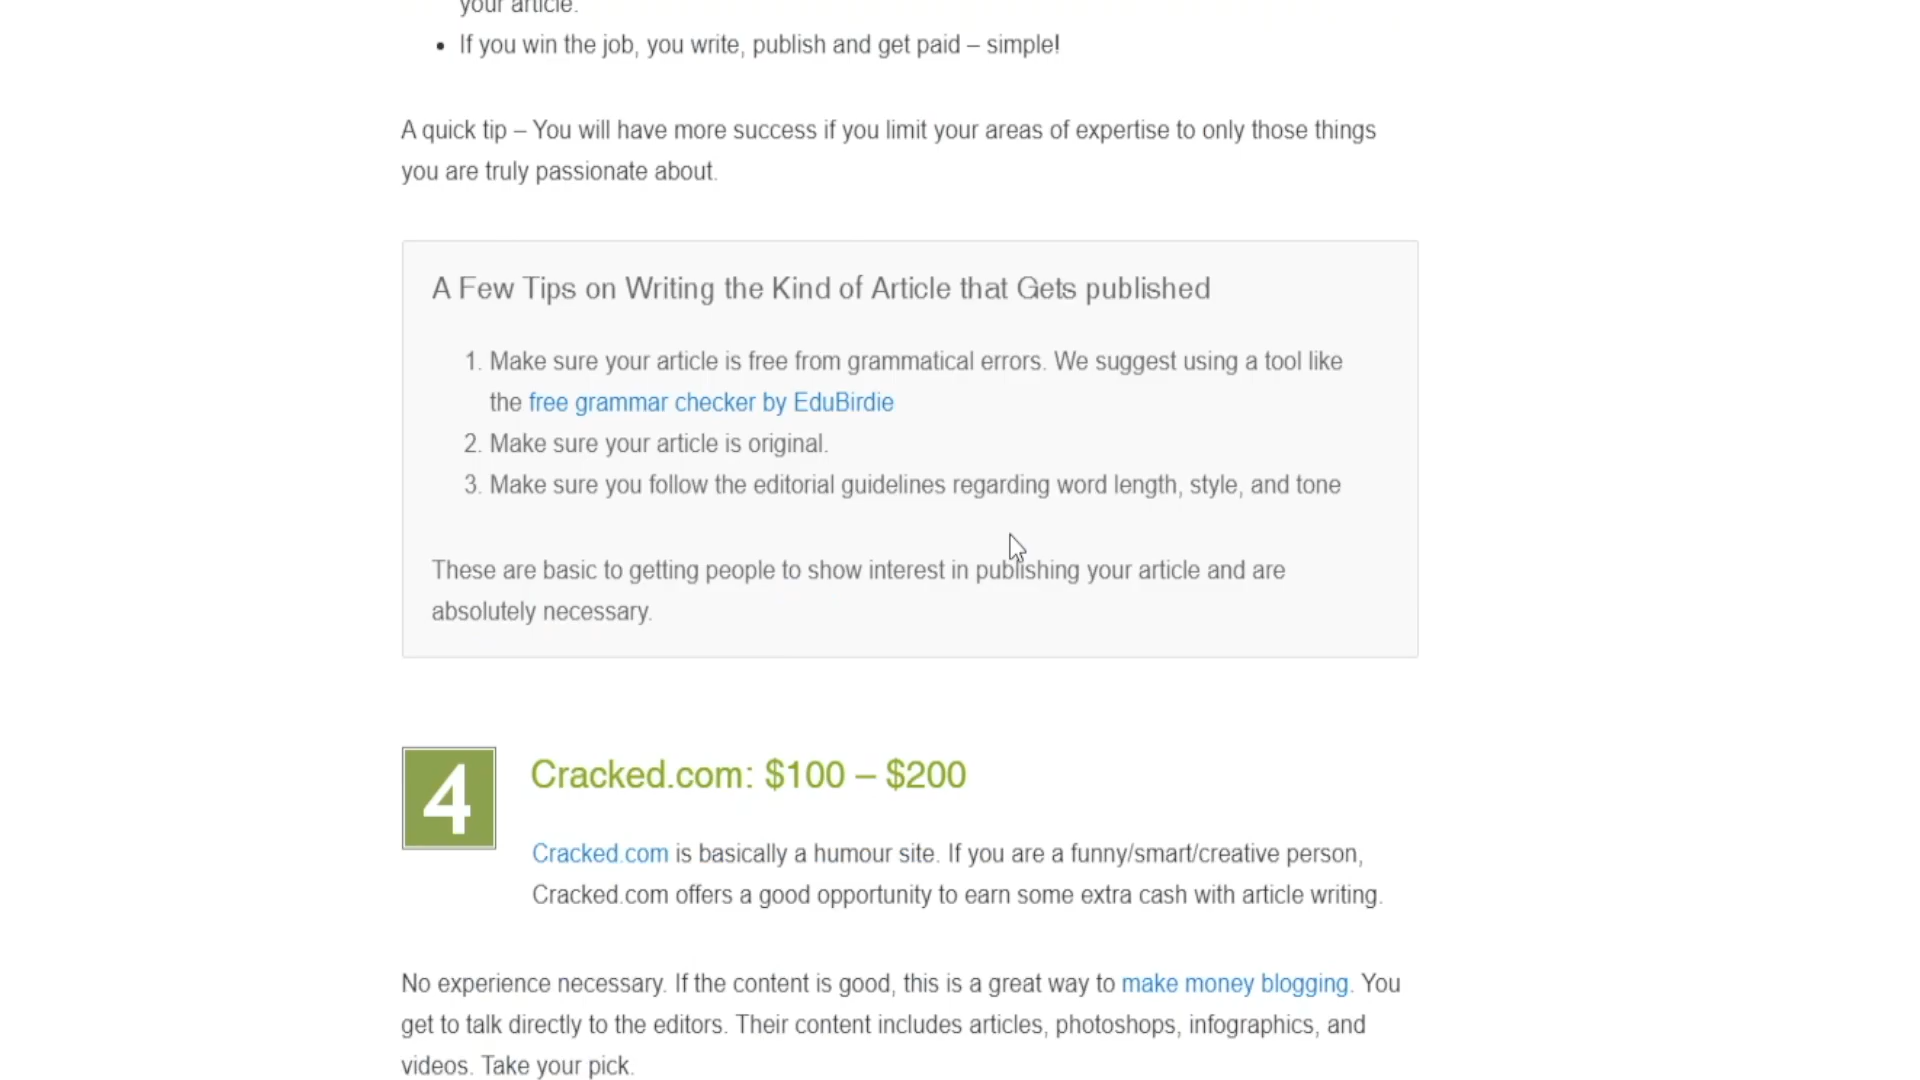 your article.
• If you win the job, you write, publish and get paid – simple!
A quick tip – You will have more success if you limit your areas of expertise to only those things
you are truly passionate about.
A Few Tips on Writing the Kind of Article that Gets published
1. Make sure your article is free from grammatical errors. We suggest using a tool like
the free grammar checker by EduBirdie
2. Make sure your article is original.
3. Make sure you follow the editorial guidelines regarding word length, style, and tone
These are basic to getting people to show interest in publishing your article and are
absolutely necessary.
4
Cracked.com: $100 – $200
Cracked.com is basically a humour site. If you are a funny/smart/creative person,
Cracked.com offers a good opportunity to earn some extra cash with article writing.
No experience necessary. If the content is good, this is a great way to make money blogging. You
get to talk directly to the editors. Their content includes articles, photoshops, infographics, and
videos. Take your pick.